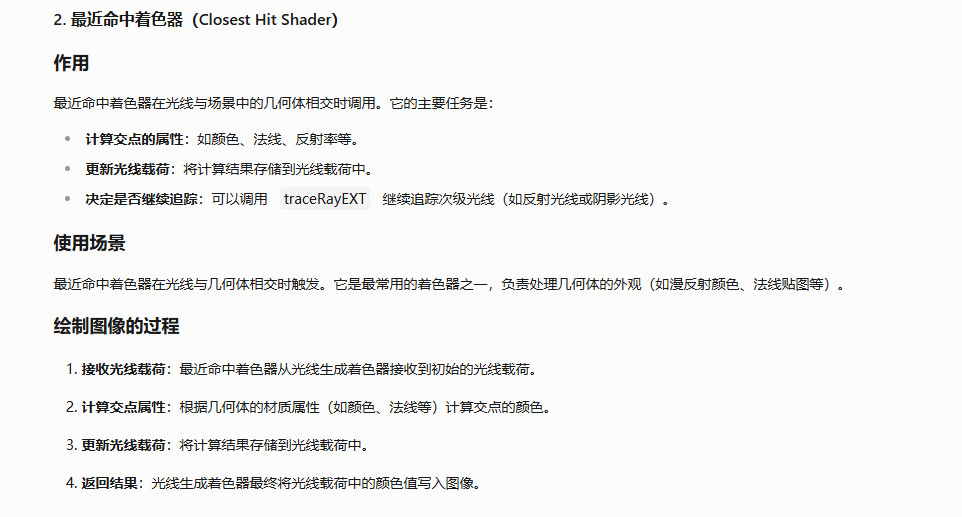 2. 最近命中着色器（Closest Hit Shader）
作用
最近命中着色器在光线与场景中的几何体相交时调用。它的主要任务是：
• 计算交点的属性：如颜色、法线、反射率等。
• 更新光线载荷：将计算结果存储到光线载荷中。
• 决定是否继续追踪：可以调用 traceRayEXT 继续追踪次级光线（如反射光线或阴影光线）。
使用场景
最近命中着色器在光线与几何体相交时触发。它是最常用的着色器之一，负责处理几何体的外观（如漫反射颜色、法线贴图等）。
绘制图像的过程
1. 接收光线载荷：最近命中着色器从光线生成着色器接收到初始的光线载荷。
2. 计算交点属性：根据几何体的材质属性（如颜色、法线等）计算交点的颜色。
3. 更新光线载荷：将计算结果存储到光线载荷中。
4. 返回结果：光线生成着色器最终将光线载荷中的颜色值写入图像。